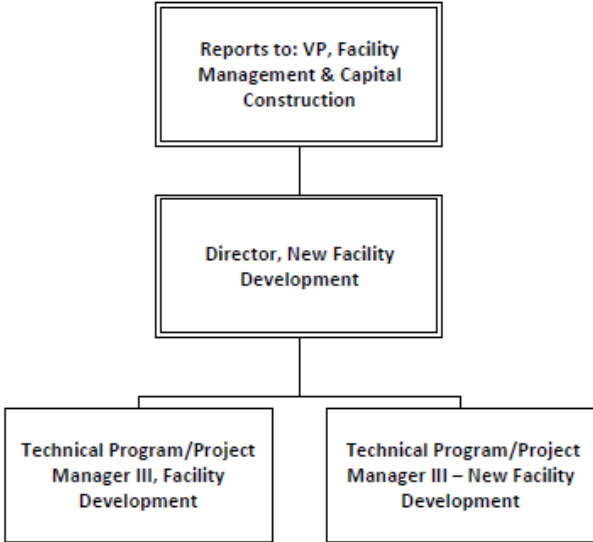 Reports to: VP, Facility
Management & Capital
Construction
Director, New Facility
Development
Technical Program/Project
Manager III, Facility
Development
Technical Program/Project
Manager III – New Facility
Development